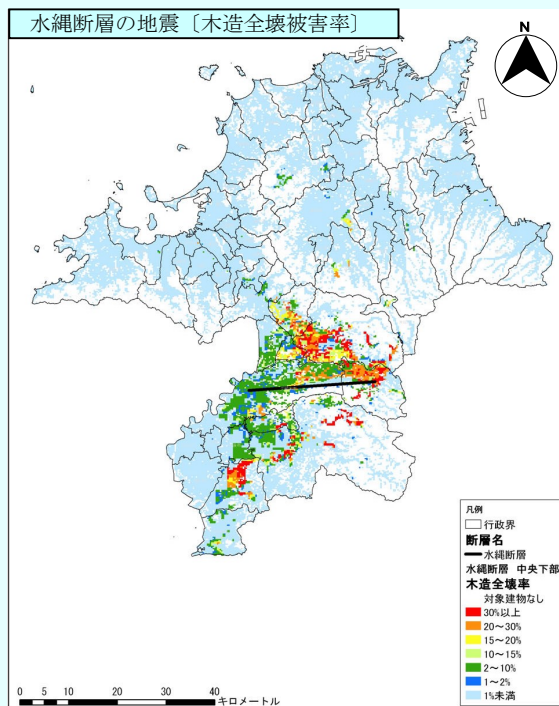 水縄断層の地震〔木造全壊被害率〕
N
凡例
行政界
断層名
水縄断層
水縄断層 中央下部
木造全壊率
対象建物なし
30%以上
20～30%
15～20%
10～15%
2～10%
1～2%
1%未満
0 5 10 20 30 40 キロメートル